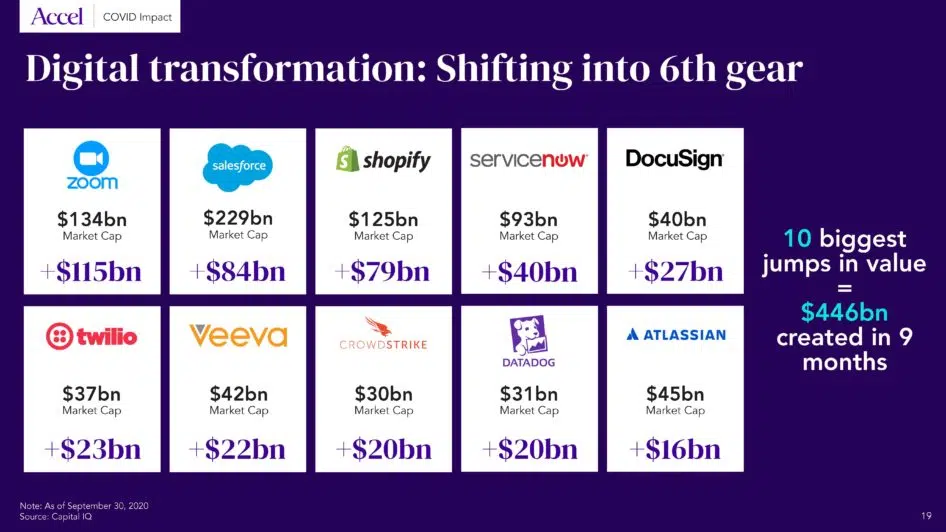 Accel
COVID Impact
Digital transformation: Shifting into 6th gear
zoom
$134bn
Market Cap
+$115bn
salesforce
$229bn
Market Cap
+$84bn
shopify
$125bn
Market Cap
+$79bn
servicenow
$93bn
Market Cap
+$40bn
DocuSign
$40bn
Market Cap
+$27bn
twilio
$37bn
Market Cap
+$23bn
Veeva
$42bn
Market Cap
+$22bn
CROWDSTRIKE
$30bn
Market Cap
+$20bn
DATADOG
$31bn
Market Cap
+$20bn
ATLASSIAN
$45bn
Market Cap
+$16bn
10 biggest
jumps in value
=
$446bn
created in 9
months
Note: As of September 30, 2020
Source: Capital IQ
19